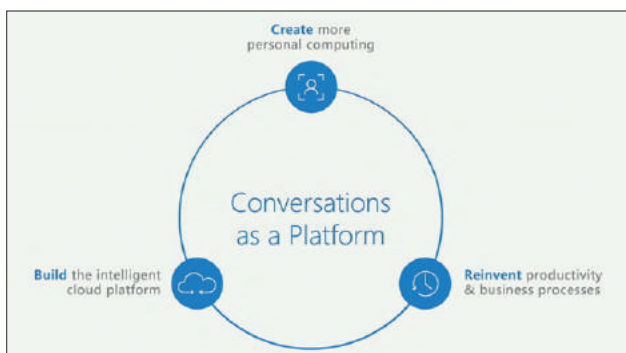 Create more
personal computing
Conversations
as a Platform
Build the intelligent
cloud platform
Reinvent productivity
& business processes